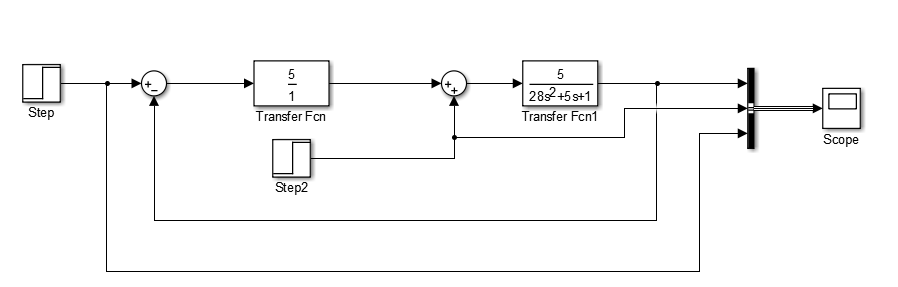 Step
+
−
5
1
Transfer Fcn
+
+
Step2
5
28s²+5s+1
Transfer Fcn1
Scope